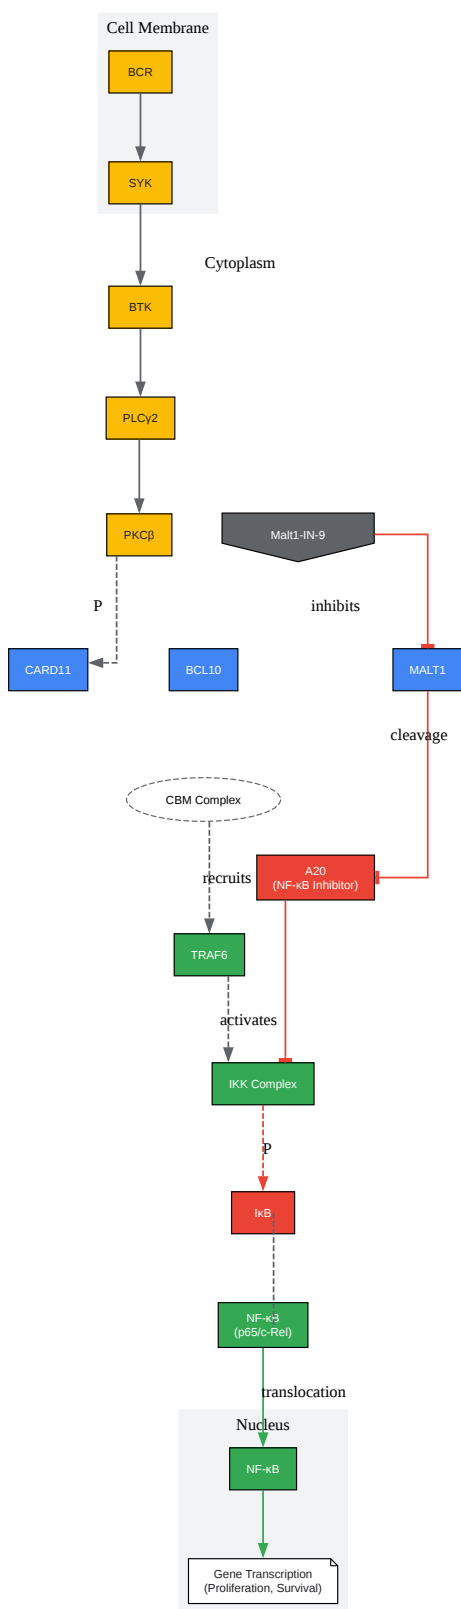 Cell Membrane
BCR
SYK
Cytoplasm
BTK
PLCγ2
PKCβ
Malt1-IN-9
P
inhibits
CARD11
BCL10
MALT1
cleavage
CBM Complex
A20
(NF-κB Inhibitor)
recruits
TRAF6
activates
IKK Complex
P
IκB
NF-κB
(p65/c-Rel)
translocation
Nucleus
NF-κB
Gene Transcription
(Proliferation, Survival)